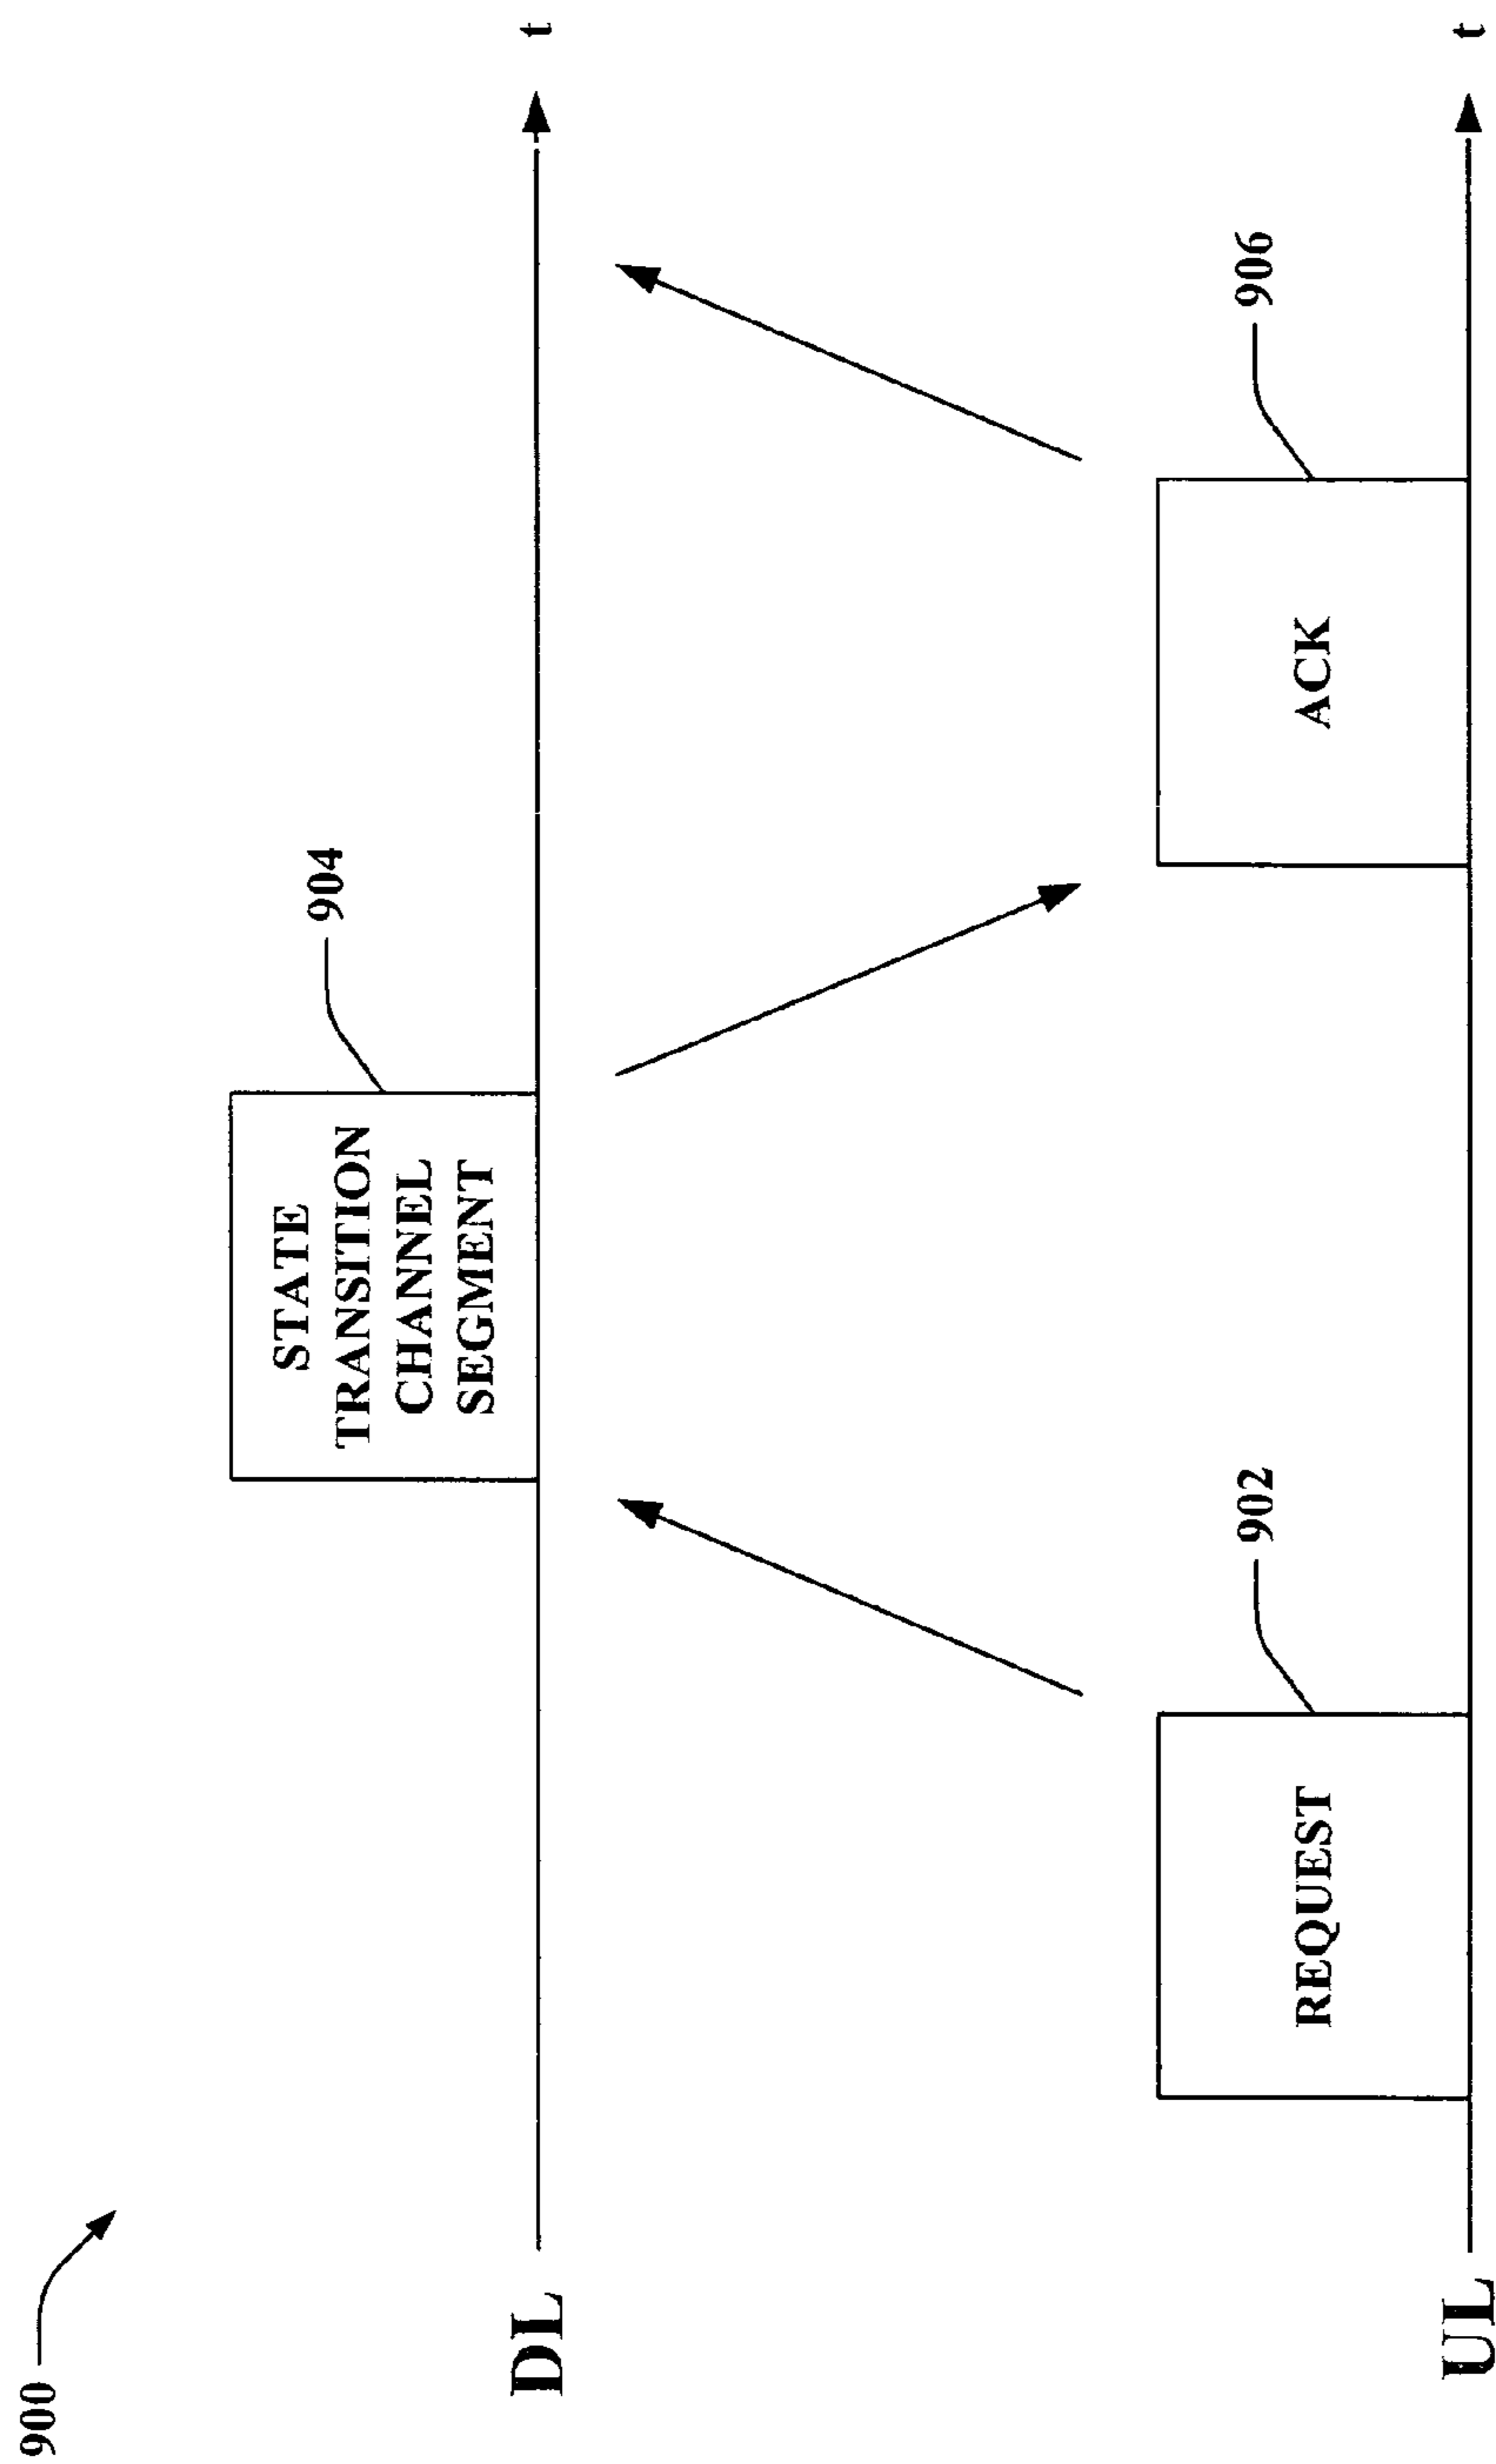 900
STATE
TRANSITION
CHANNEL
SEGMENT
904
DL
t
REQUEST
902
ACK
906
UL
t